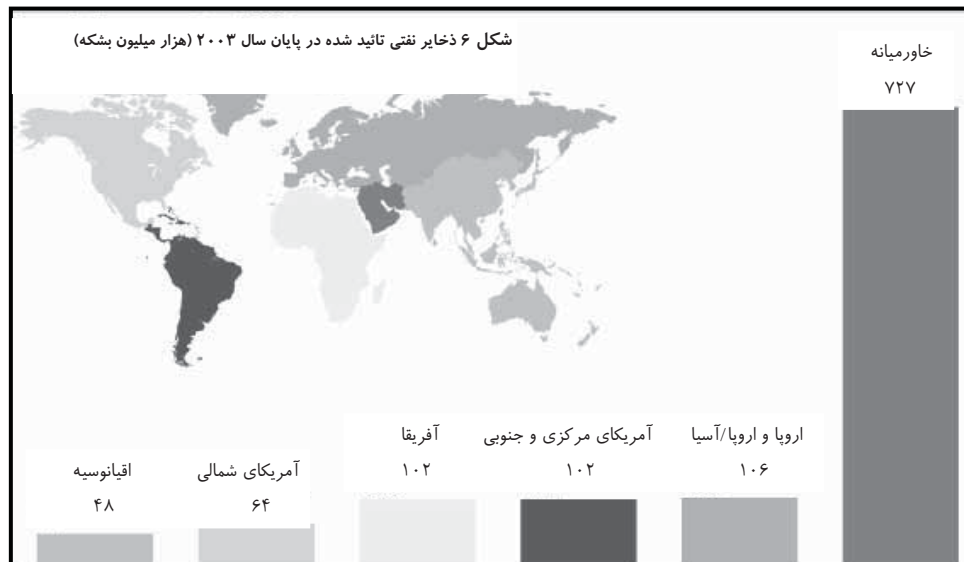 شکل ۶ ذخایر نفتی تائید شده در پایان سال ۲۰۰۳ (هزار میلیون بشکه)
خاورمیانه
۷۲۷
اروپا و اروپا/آسیا
۱۰۶
آمریکای مرکزی و جنوبی
۱۰۲
آفریقا
۱۰۲
آمریکای شمالی
۶۴
اقیانوسیه
۴۸